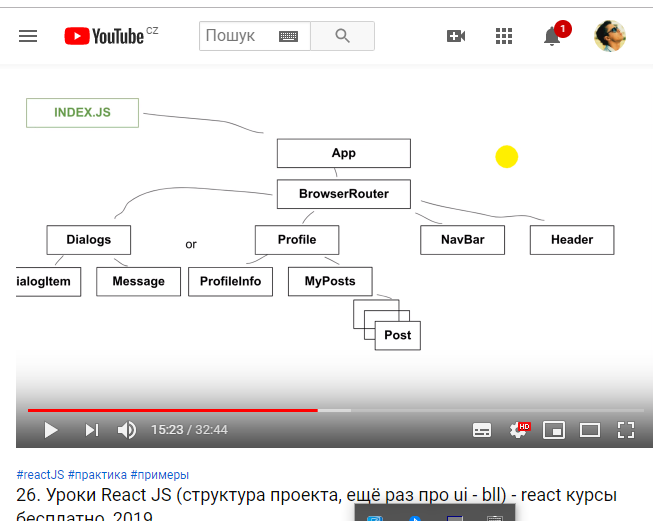 YouTube CZ
Пошук
1
INDEX.JS
App
BrowserRouter
Dialogs
or
Profile
NavBar
Header
ialogItem
Message
ProfileInfo
MyPosts
Post
15:23 / 32:44
HD
#reactJS #практика #примеры
26. Уроки React JS (структура проекта, ещё раз про ui - bll) - react курсы
бесплатно, 2019